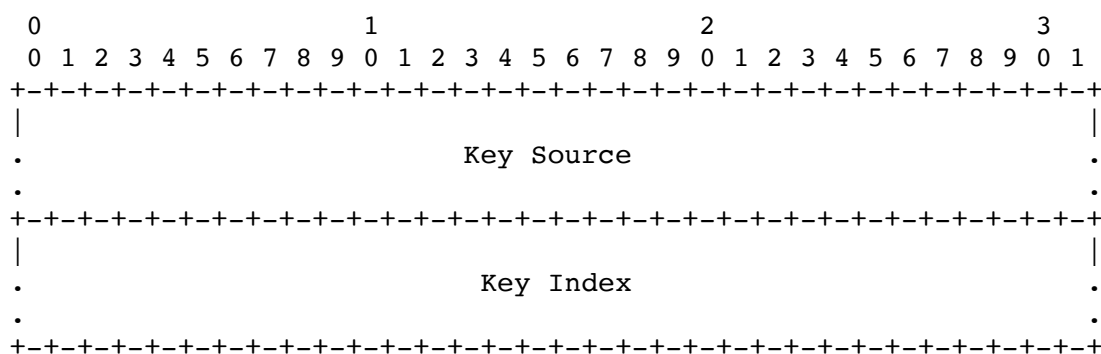 0                   1                   2                   3
 0 1 2 3 4 5 6 7 8 9 0 1 2 3 4 5 6 7 8 9 0 1 2 3 4 5 6 7 8 9 0 1
+-+-+-+-+-+-+-+-+-+-+-+-+-+-+-+-+-+-+-+-+-+-+-+-+-+-+-+-+-+-+-+-+
|                                                               |
.                          Key Source                           .
.                                                               .
+-+-+-+-+-+-+-+-+-+-+-+-+-+-+-+-+-+-+-+-+-+-+-+-+-+-+-+-+-+-+-+-+
|                                                               |
.                           Key Index                           .
.                                                               .
+-+-+-+-+-+-+-+-+-+-+-+-+-+-+-+-+-+-+-+-+-+-+-+-+-+-+-+-+-+-+-+-+